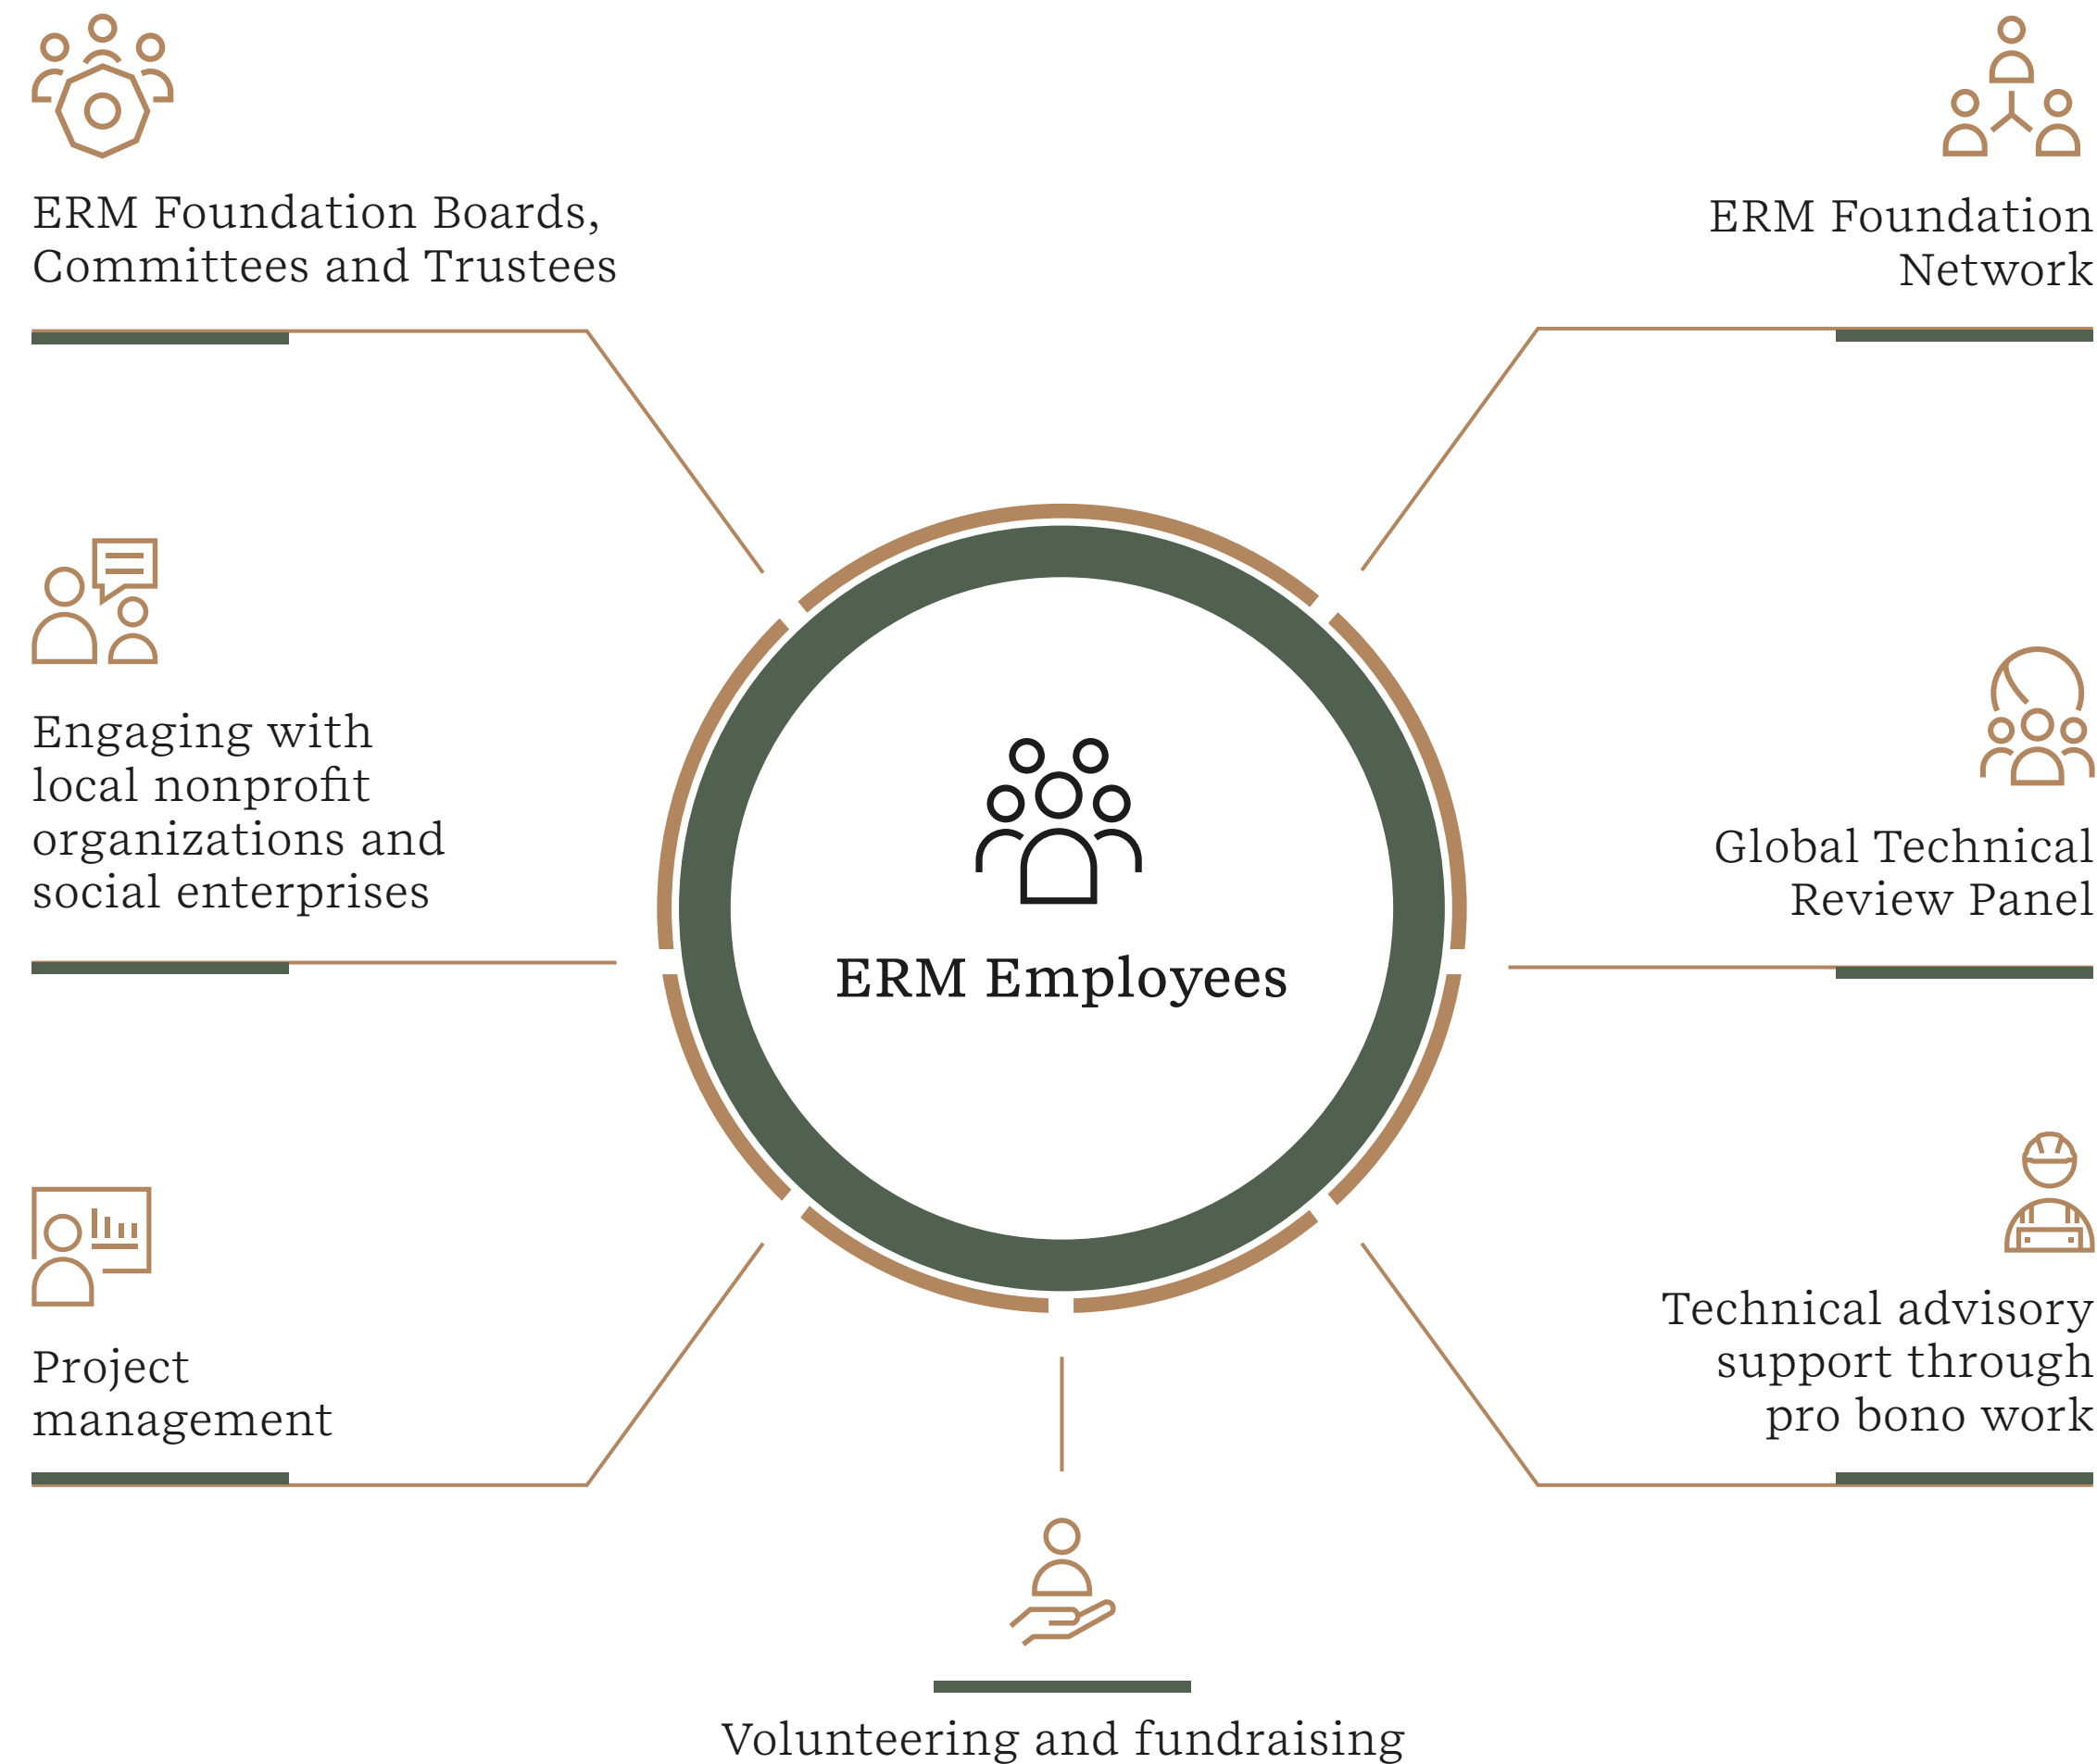 ERM Foundation Boards,
Committees and Trustees
ERM Foundation
Network
Engaging with
local nonprofit
organizations and
social enterprises
Global Technical
Review Panel
ERM Employees
Project
management
Technical advisory
support through
pro bono work
Volunteering and fundraising